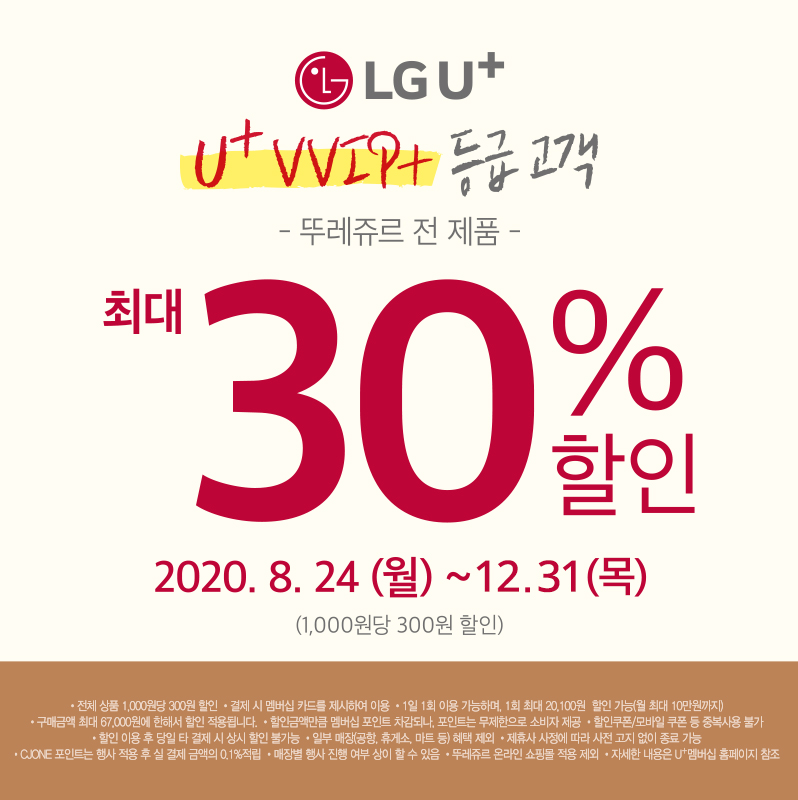 LG U+
U+ VVIP+ 등급 고객
- 뚜레쥬르 전 제품 -
최대 30% 할인
2020. 8. 24 (월) ~ 12. 31 (목)
(1,000원당 300원 할인)
• 전체 상품 1,000원당 300원 할인 • 결제 시 멤버십 카드를 제시하여 이용 • 1일 1회 이용 가능하며, 1회 최대 20,100원 할인 가능(월 최대 10만원까지)
• 구매금액 최대 67,000원에 한해서 할인 적용됩니다. • 할인금액만큼 멤버십 포인트 차감되나, 포인트는 무제한으로 소비자 제공 • 할인쿠폰/모바일 쿠폰 등 중복사용 불가
• 할인 이용 후 당일 타 결제 시 상시 할인 불가능 • 일부 매장(공항, 휴게소, 마트 등) 혜택 제외 • 제휴사 사정에 따라 사전 고지 없이 종료 가능
• CJONE 포인트는 행사 적용 후 실 결제 금액의 0.1%적립 • 매장별 행사 진행 여부 상이 할 수 있음 • 뚜레쥬르 온라인 쇼핑몰 적용 제외 • 자세한 내용은 U+멤버십 홈페이지 참조